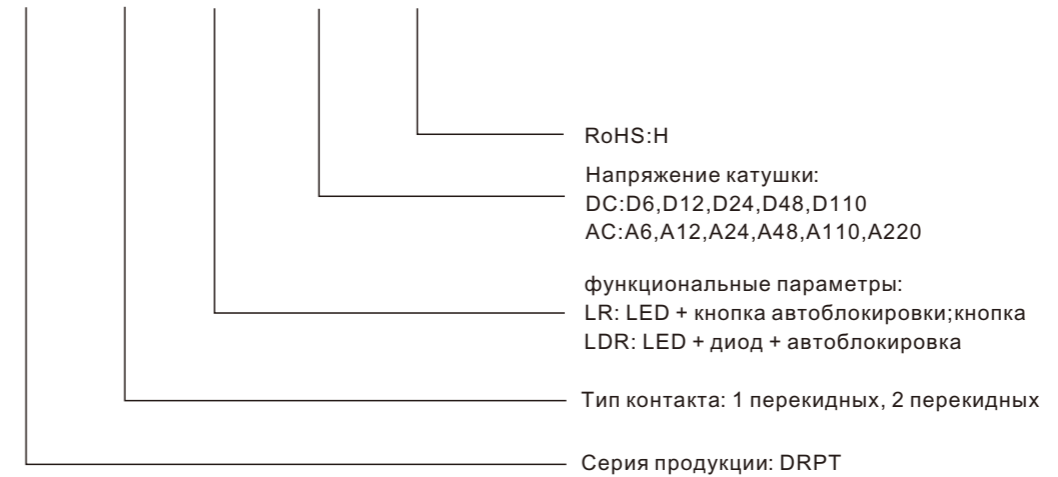 RoHS:H
Напряжение катушки:
DC:D6,D12,D24,D48,D110
AC:A6,A12,A24,A48,A110,A220
функциональные параметры:
LR: LED + кнопка автоблокировки;кнопка
LDR: LED + диод + автоблокировка
Тип контакта: 1 перекидных, 2 перекидных
Серия продукции: DRPT